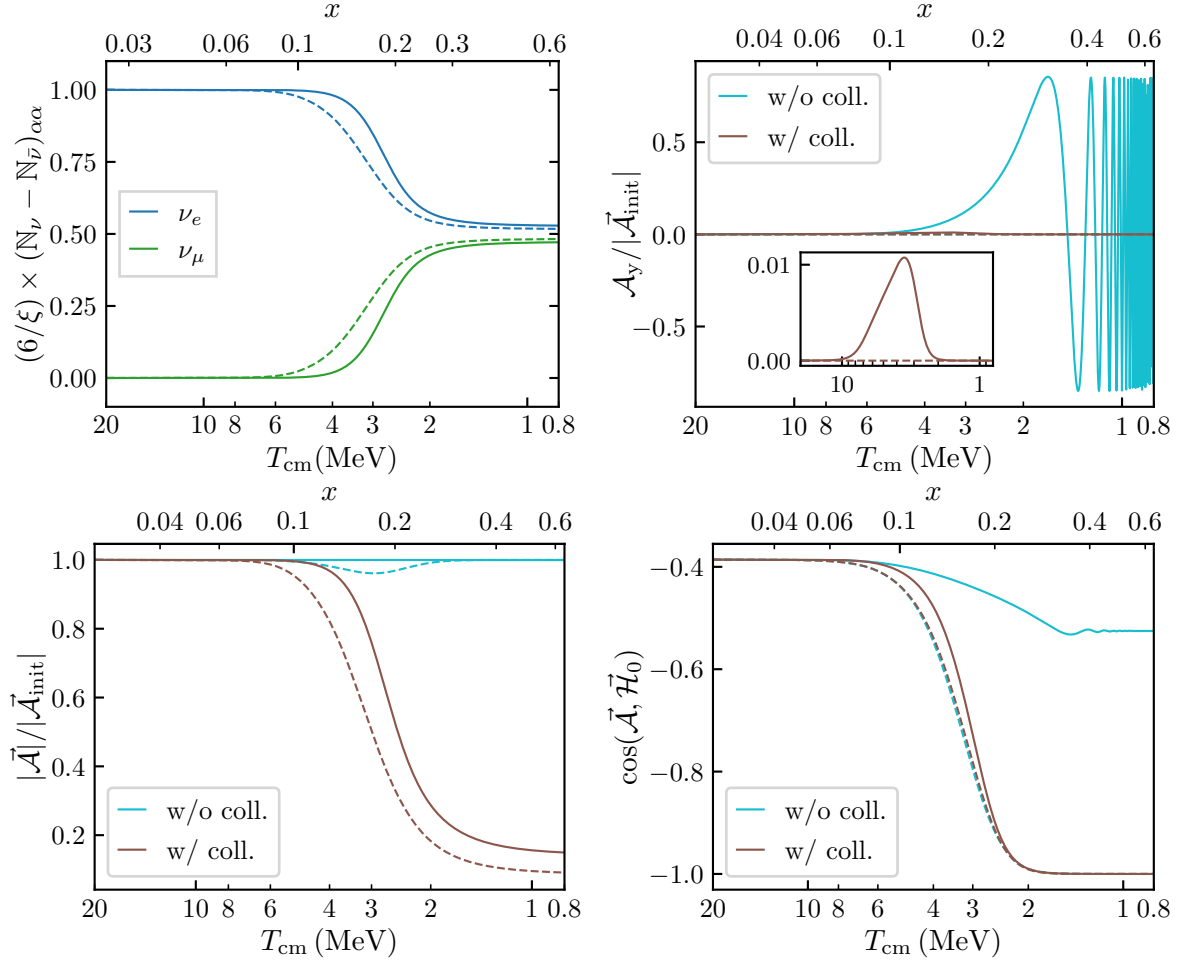 x
0.03 0.06 0.1 0.2 0.3 0.6
(6/ξ) × (ℕ_ν − ℕ_ν̄)_αα
1.00
0.75
0.50
0.25
0.00
ν_e
ν_μ
20 10 8 6 4 3 2 1 0.8
T_cm(MeV)
x
0.04 0.06 0.1 0.2 0.4 0.6
𝒜_y/|𝒜⃗_init|
0.5
0.0
−0.5
w/o coll.
w/ coll.
0.01
0.00
10 1
20 10 8 6 4 3 2 1 0.8
T_cm (MeV)
x
0.04 0.06 0.1 0.2 0.4 0.6
|𝒜⃗|/|𝒜⃗_init|
1.0
0.8
0.6
0.4
0.2
w/o coll.
w/ coll.
20 10 8 6 4 3 2 1 0.8
T_cm (MeV)
x
0.04 0.06 0.1 0.2 0.4 0.6
cos(𝒜⃗, ℋ⃗_0)
−0.4
−0.6
−0.8
−1.0
w/o coll.
w/ coll.
20 10 8 6 4 3 2 1 0.8
T_cm (MeV)